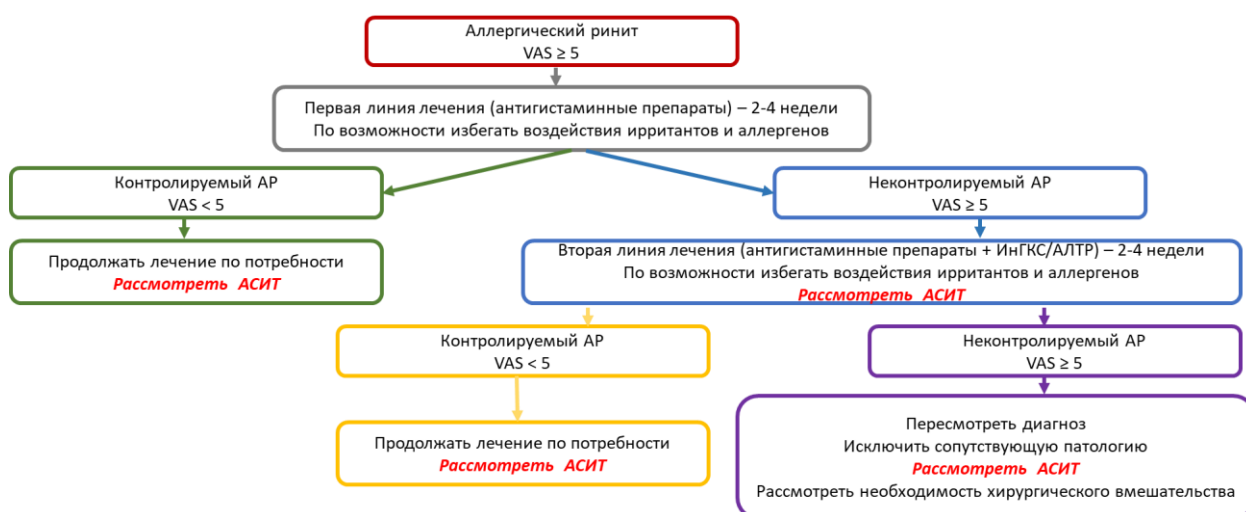 Аллергический ринит
VAS ≥ 5
Первая линия лечения (антигистаминные препараты) – 2-4 недели
По возможности избегать воздействия ирритантов и аллергенов
Контролируемый АР
VAS < 5
Неконтролируемый АР
VAS ≥ 5
Продолжать лечение по потребности
Рассмотреть АСИТ
Вторая линия лечения (антигистаминные препараты + ИнГКС/АЛТР) – 2-4 недели
По возможности избегать воздействия ирритантов и аллергенов
Рассмотреть АСИТ
Контролируемый АР
VAS < 5
Неконтролируемый АР
VAS ≥ 5
Продолжать лечение по потребности
Рассмотреть АСИТ
Пересмотреть диагноз
Исключить сопутствующую патологию
Рассмотреть АСИТ
Рассмотреть необходимость хирургического вмешательства